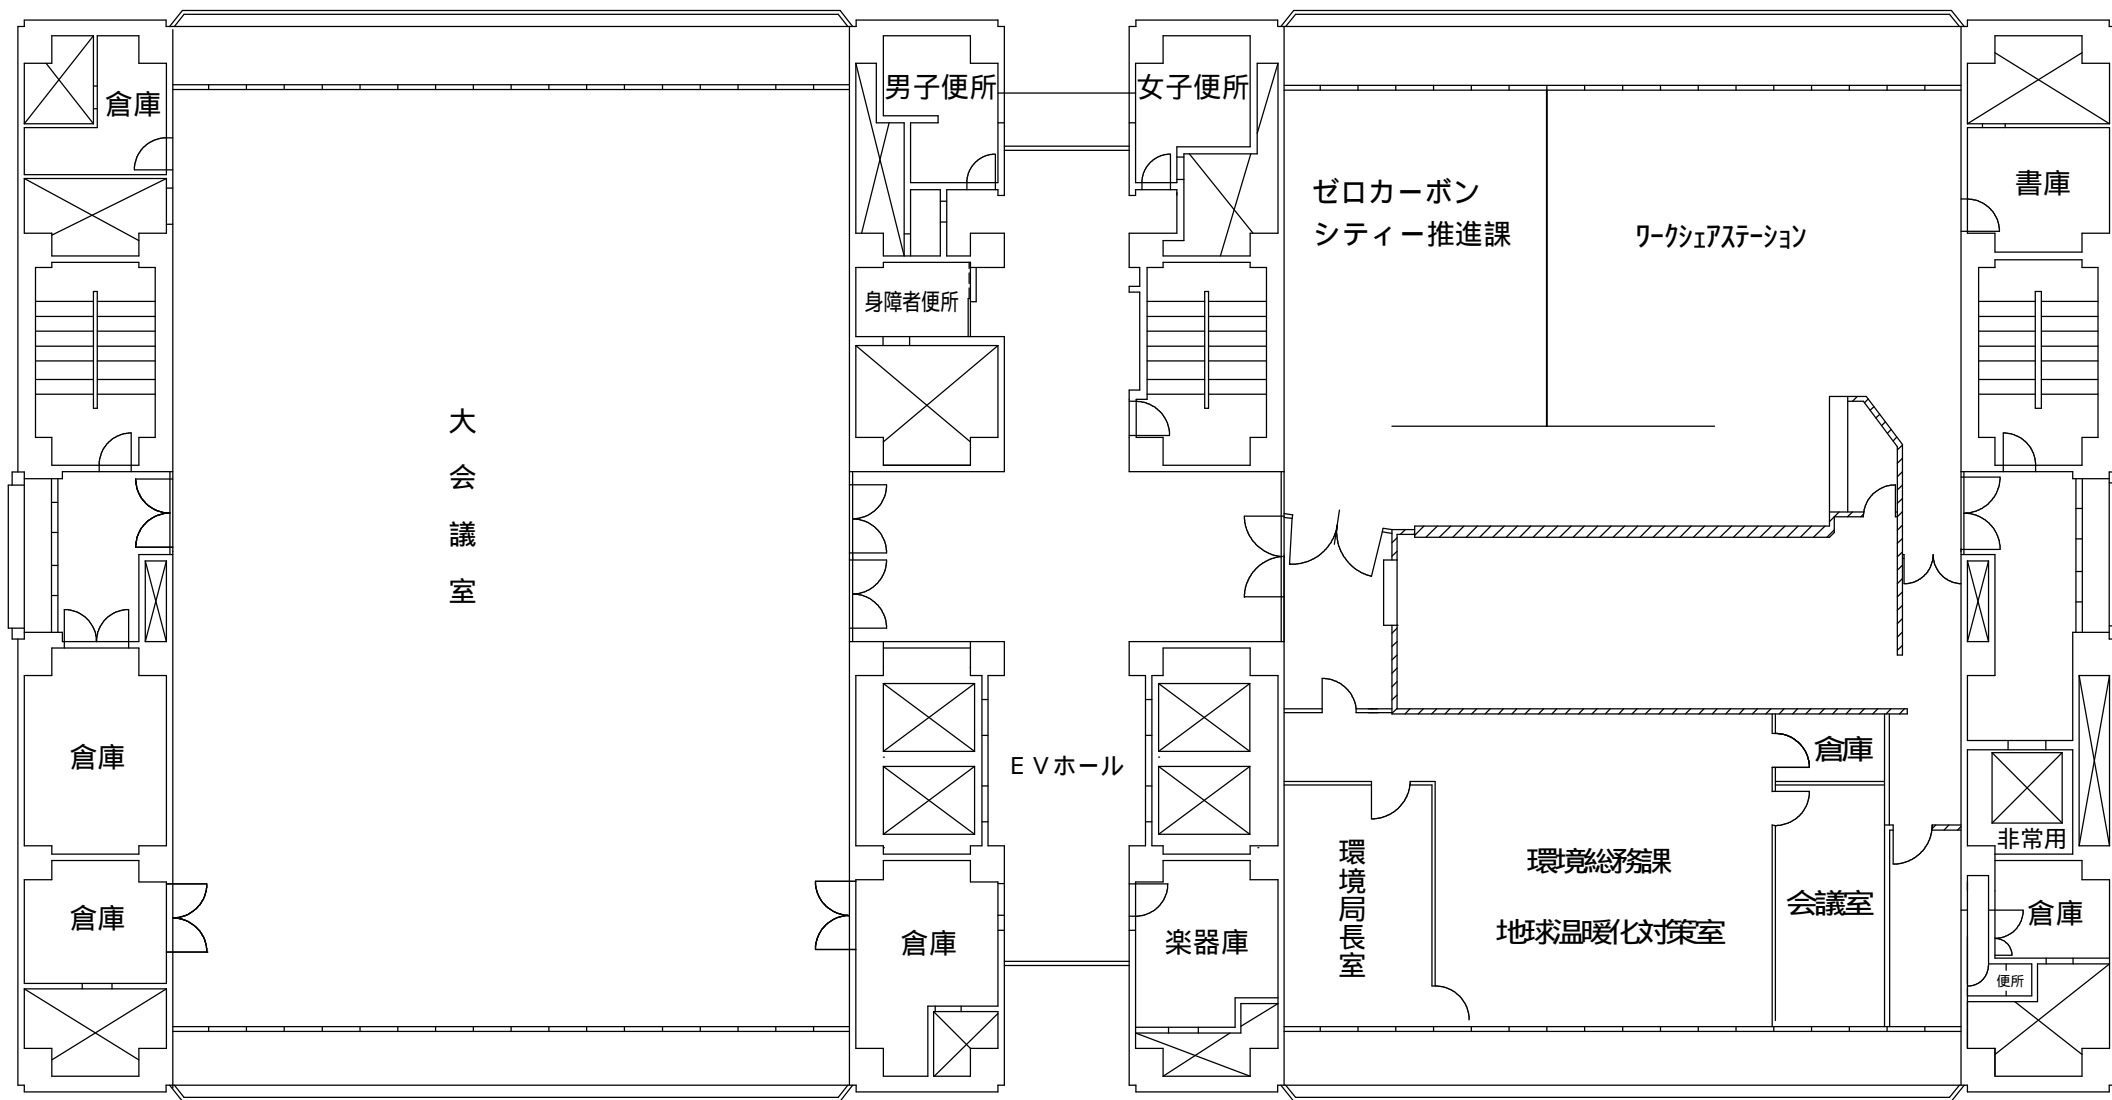 倉庫
男子便所
女子便所
ゼロカーボン
シティー推進課
ﾜｰｸｼｪｱｽﾃｰｼｮﾝ
書庫
身障者便所
大会議室
倉庫
ＥＶホール
倉庫
非常用
環境局長室
環境総務課
地球温暖化対策室
会議室
倉庫
倉庫
倉庫
楽器庫
便所